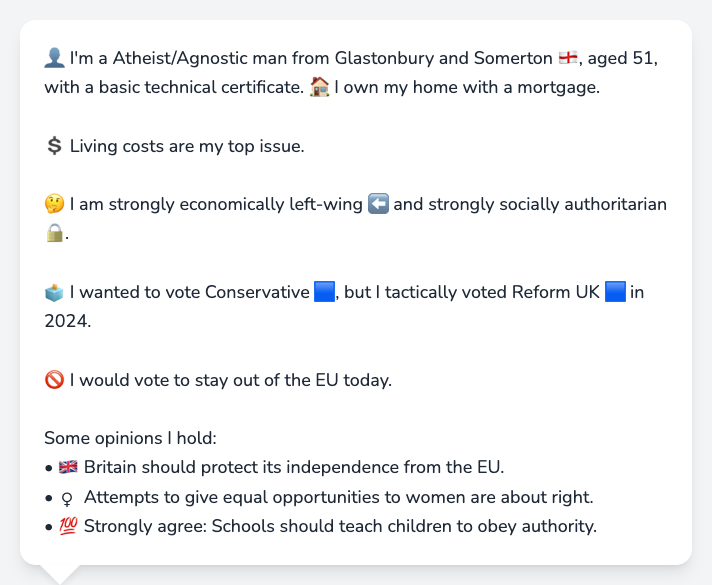 👤 I'm a Atheist/Agnostic man from Glastonbury and Somerton 🏴󠁧󠁢󠁥󠁮󠁧󠁿, aged 51,
with a basic technical certificate. 🏠 I own my home with a mortgage.
💲 Living costs are my top issue.
🤔 I am strongly economically left-wing ⬅️ and strongly socially authoritarian
🔒.
🗳️ I wanted to vote Conservative 🟦, but I tactically voted Reform UK 🟦 in
2024.
🚫 I would vote to stay out of the EU today.
Some opinions I hold:
• 🇬🇧 Britain should protect its independence from the EU.
• ♀ Attempts to give equal opportunities to women are about right.
• 💯 Strongly agree: Schools should teach children to obey authority.